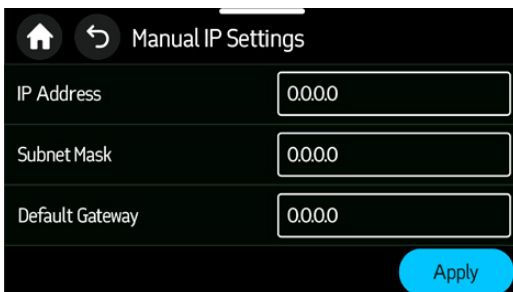 Manual IP Settings
IP Address 0.0.0.0
Subnet Mask 0.0.0.0
Default Gateway 0.0.0.0
Apply